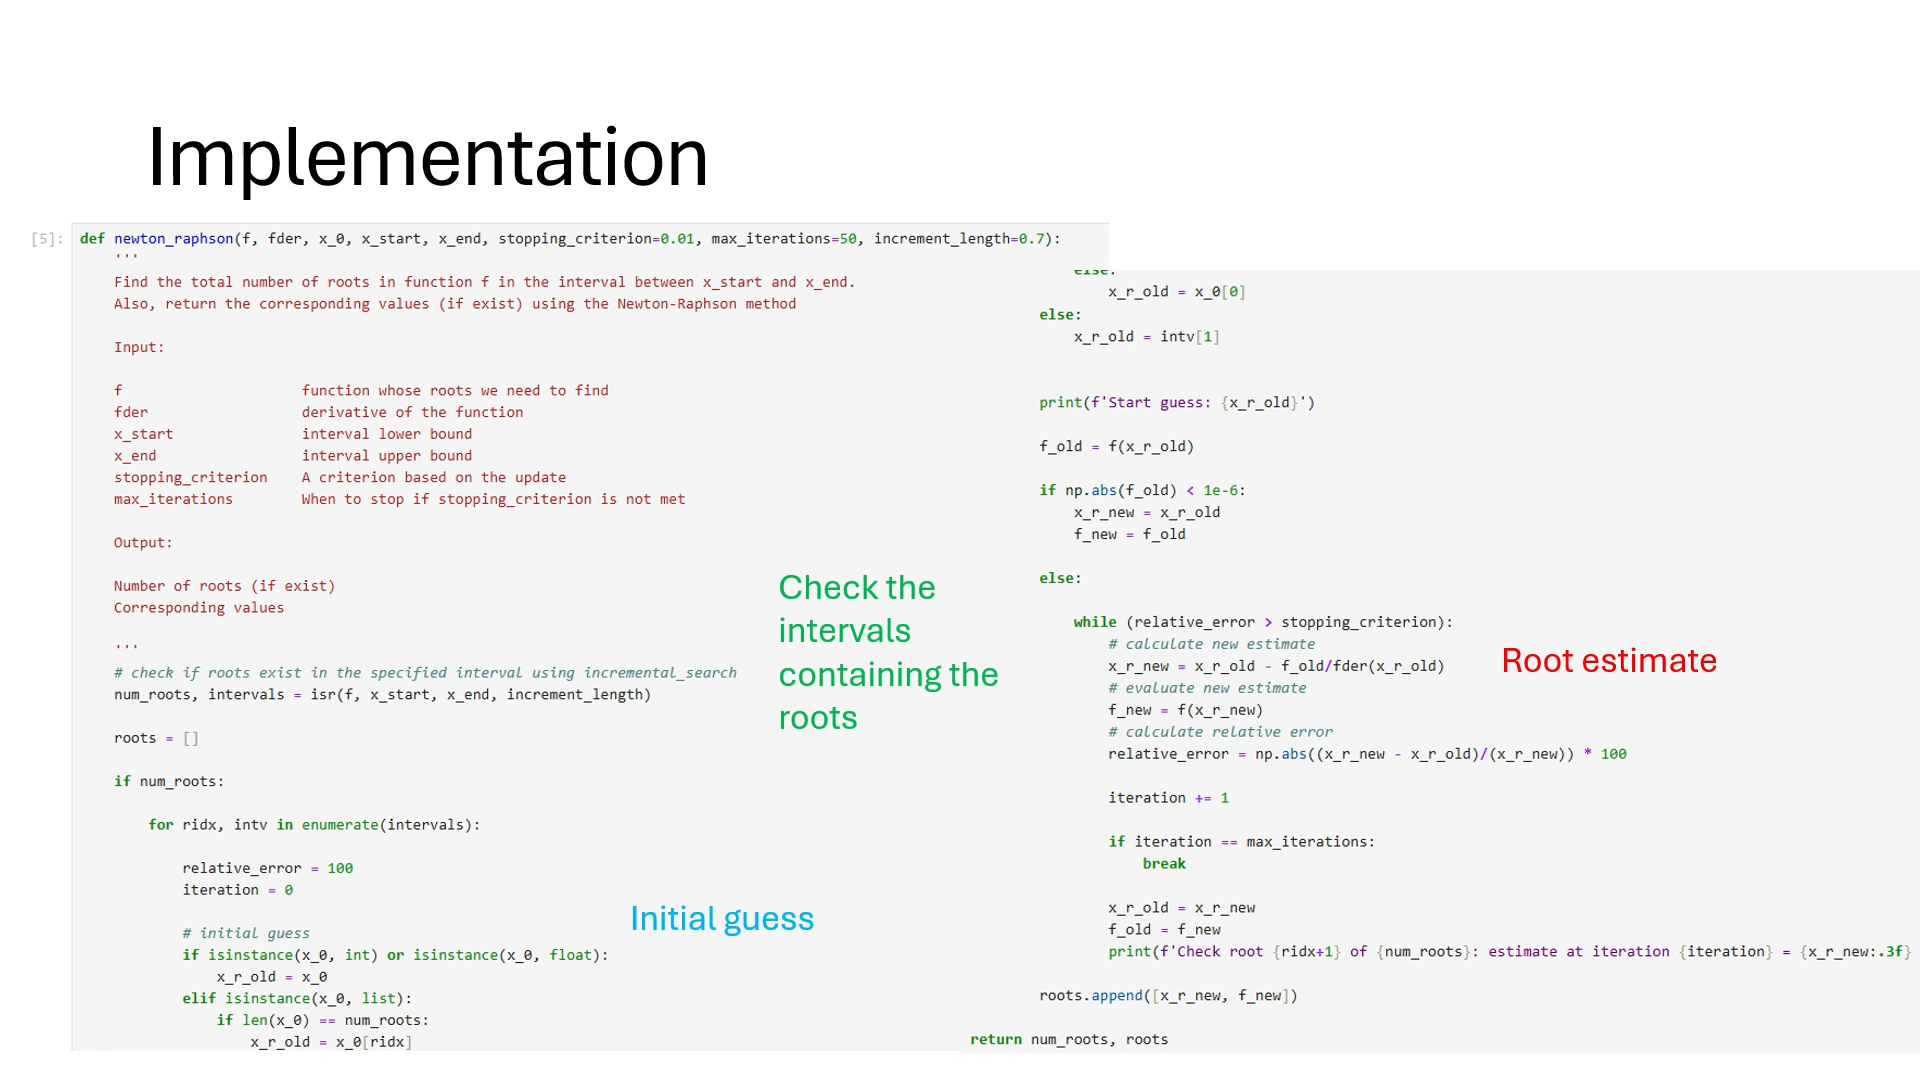 Implementation
[5]:
def newton_raphson(f, fder, x_0, x_start, x_end, stopping_criterion=0.01, max_iterations=50, increment_length=0.7):
    '''
    Find the total number of roots in function f in the interval between x_start and x_end.
    Also, return the corresponding values (if exist) using the Newton-Raphson method
    Input:
    f                     function whose roots we need to find
    fder                  derivative of the function
    x_start               interval lower bound
    x_end                 interval upper bound
    stopping_criterion    A criterion based on the update
    max_iterations        When to stop if stopping_criterion is not met
    Output:
    Number of roots (if exist)
    Corresponding values
    '''
    # check if roots exist in the specified interval using incremental_search
    num_roots, intervals = isr(f, x_start, x_end, increment_length)
    roots = []
    if num_roots:
        for ridx, intv in enumerate(intervals):
            relative_error = 100
            iteration = 0
            # initial guess
            if isinstance(x_0, int) or isinstance(x_0, float):
                x_r_old = x_0
            elif isinstance(x_0, list):
                if len(x_0) == num_roots:
                    x_r_old = x_0[ridx]
Check the
intervals
containing the
roots
Initial guess
                else:
                    x_r_old = x_0[0]
            else:
                x_r_old = intv[1]
            print(f'Start guess: {x_r_old}')
            f_old = f(x_r_old)
            if np.abs(f_old) < 1e-6:
                x_r_new = x_r_old
                f_new = f_old
            else:
                while (relative_error > stopping_criterion):
                    # calculate new estimate
                    x_r_new = x_r_old - f_old/fder(x_r_old)
                    # evaluate new estimate
                    f_new = f(x_r_new)
                    # calculate relative error
                    relative_error = np.abs((x_r_new - x_r_old)/(x_r_new)) * 100
                    iteration += 1
                    if iteration == max_iterations:
                        break
                    x_r_old = x_r_new
                    f_old = f_new
                    print(f'Check root {ridx+1} of {num_roots}: estimate at iteration {iteration} = {x_r_new:.3f}
            roots.append([x_r_new, f_new])
    return num_roots, roots
Root estimate